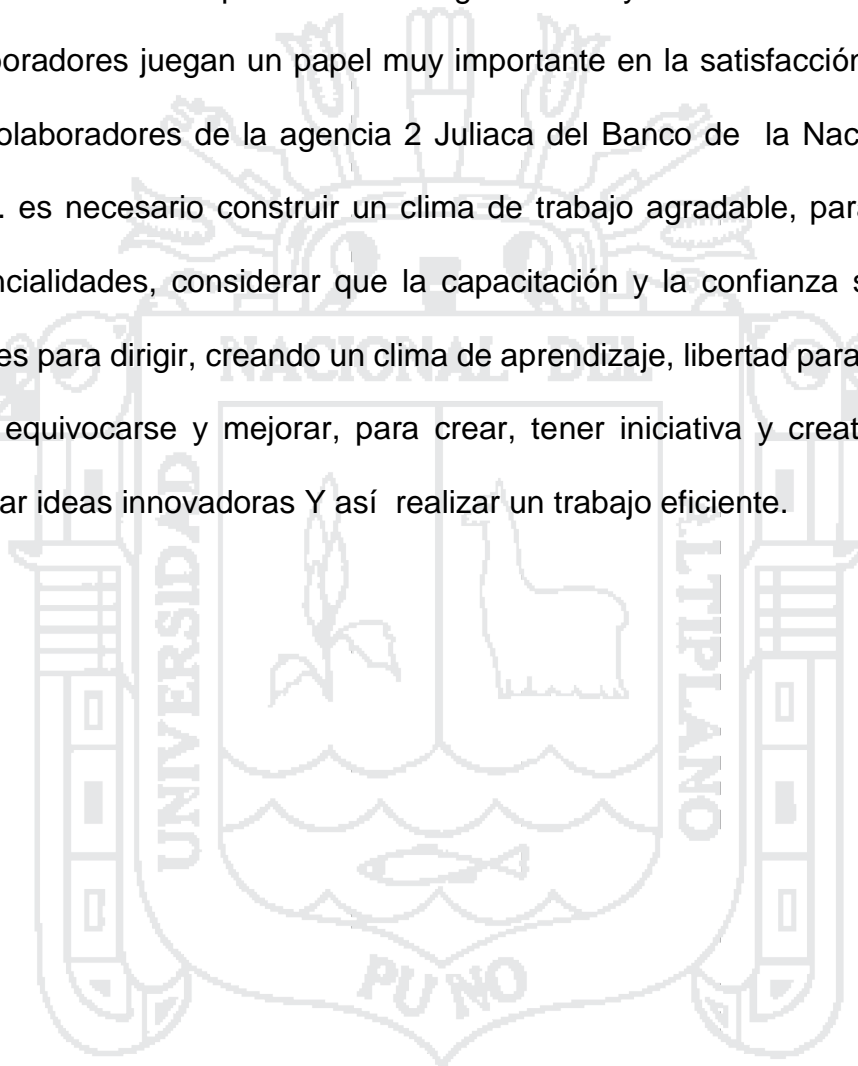 boradores juegan un papel muy importante en la satisfacción
olaboradores de la agencia 2 Juliaca del Banco de la Nac
. es necesario construir un clima de trabajo agradable, par
ncialidades, considerar que la capacitación y la confianza s
es para dirigir, creando un clima de aprendizaje, libertad para
equivocarse y mejorar, para crear, tener iniciativa y creat
ar ideas innovadoras Y así realizar un trabajo eficiente.
NACIONAL DEL
UNIVERSIDAD
ALTIPLANO
PUNO